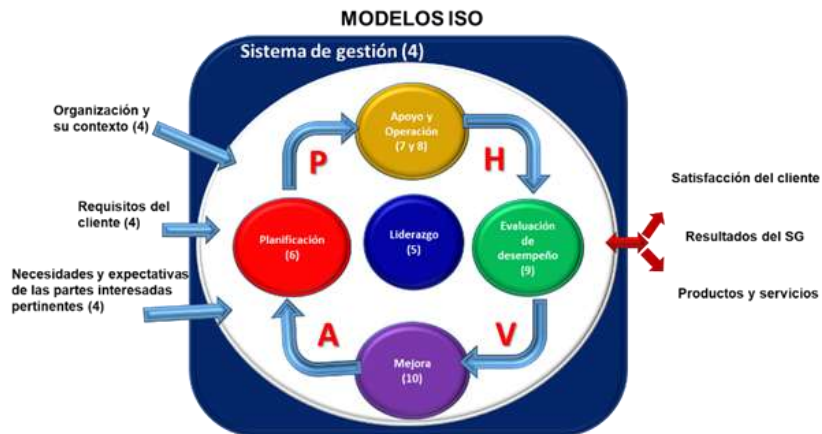 MODELOS ISO
Sistema de gestión (4)
Organización y
su contexto (4)
Requisitos del
cliente (4)
Necesidades y expectativas
de las partes interesadas
pertinentes (4)
Apoyo y
Operación
(7 y 8)
P
H
Planificación
(6)
Liderazgo
(5)
Evaluación
de
desempeño
(9)
A
V
Mejora
(10)
Satisfacción del cliente
Resultados del SG
Productos y servicios